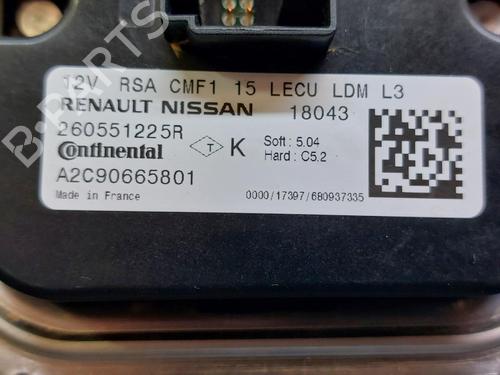 12V RSA CMF1 15 LECU LDM L3
RENAULT NISSAN 18043
260551225R
Continental T K Soft : 5.04
Hard : C5.2
A2C90665801
Made in France 0000/17397/680937335
B-PARTS